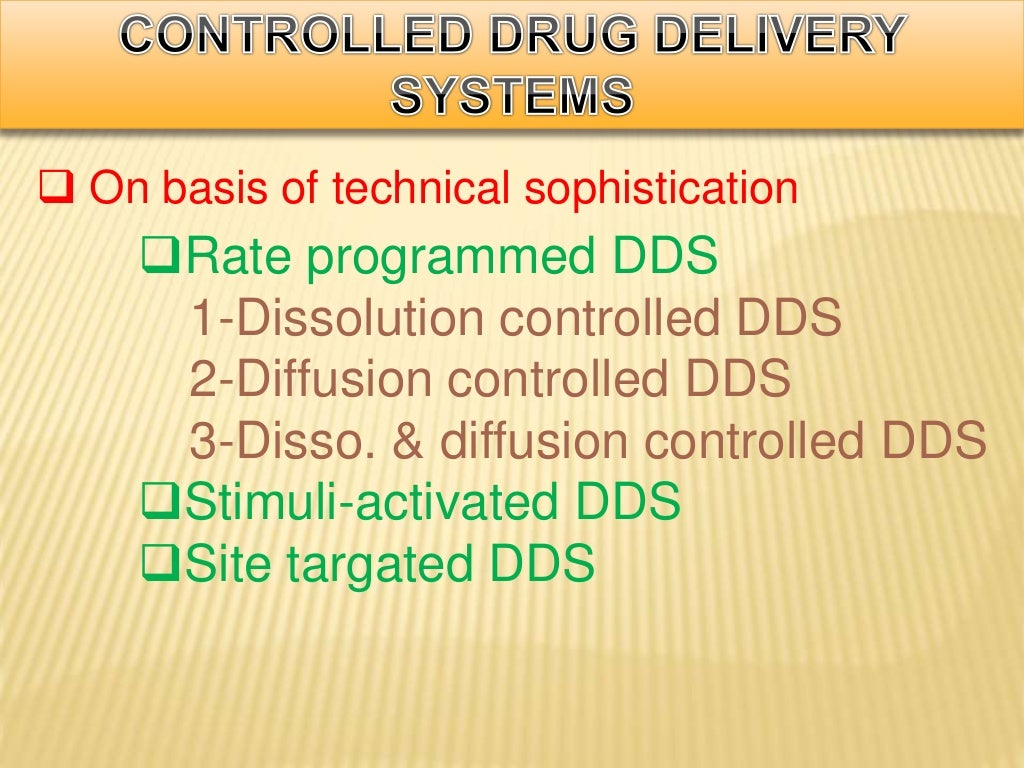 CONTROLLED DRUG DELIVERY
SYSTEMS
❑ On basis of technical sophistication
❑Rate programmed DDS
1-Dissolution controlled DDS
2-Diffusion controlled DDS
3-Disso. & diffusion controlled DDS
❑Stimuli-activated DDS
❑Site targated DDS